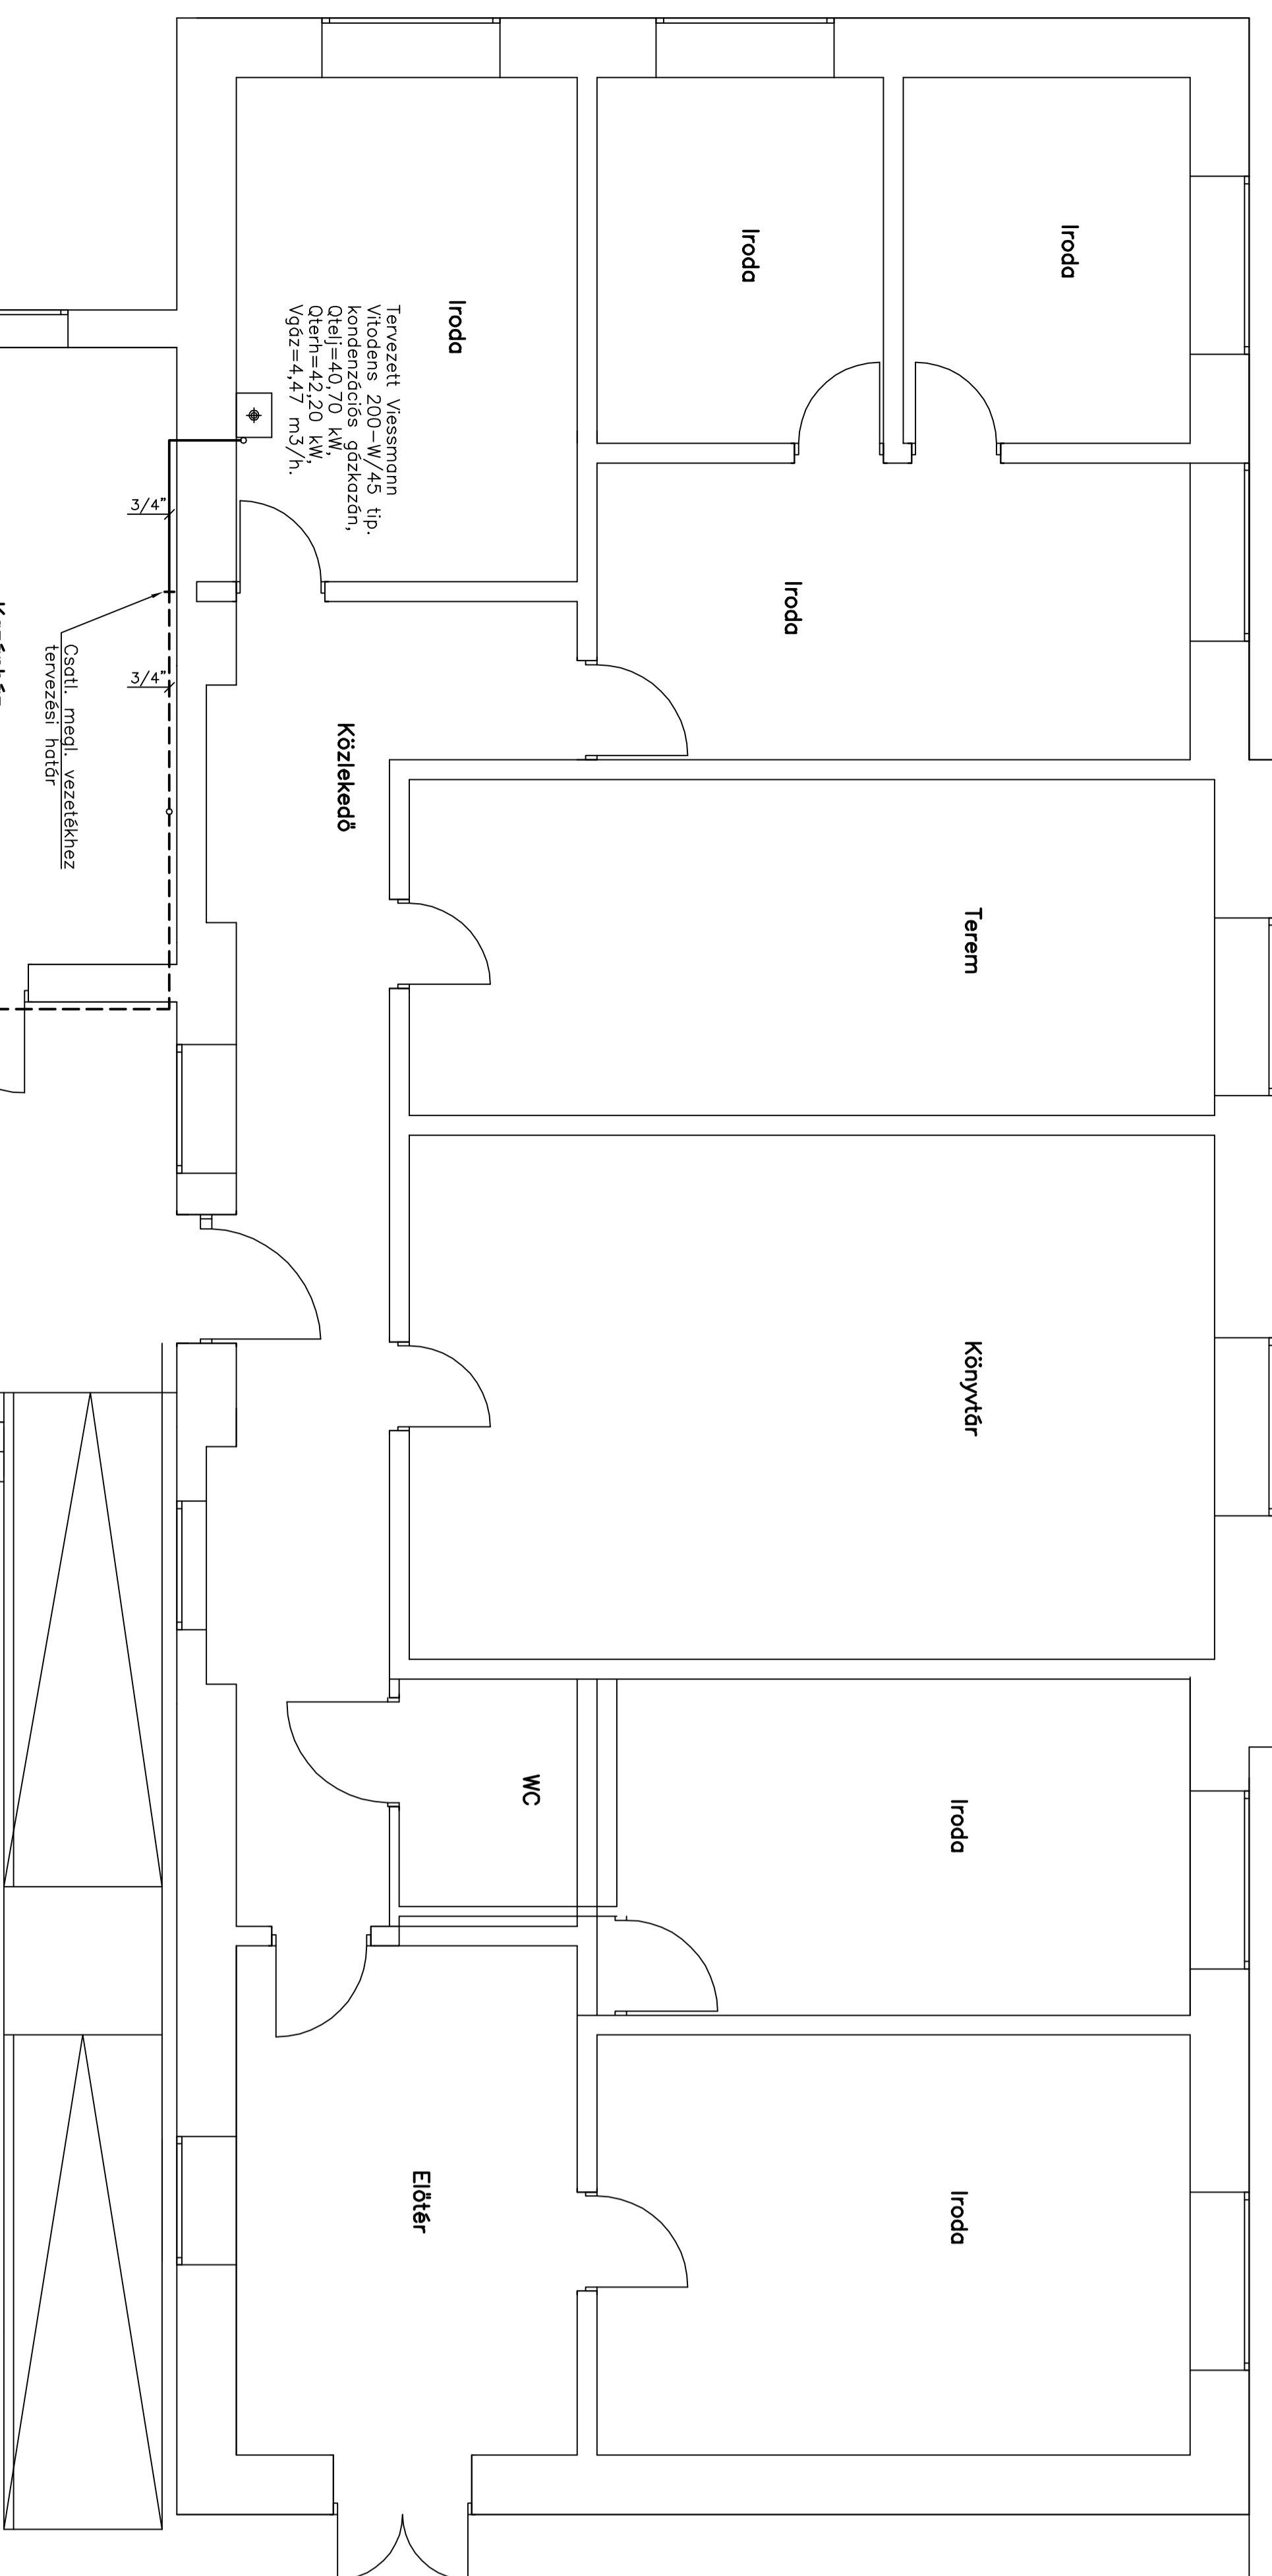 Iroda
Iroda
Iroda
Tervezett Viessmann
Vitodens 200-W/45 tip.
kondenzációs gázkazán,
Qtelj=40,70 kW,
Qterh=42,20 kW,
Vgáz=4,47 m3/h.
3/4"
3/4"
Csatl. megl. vezetékhez
tervezési határ
Iroda
Közlekedő
Terem
Könyvtár
WC
Iroda
Előtér
Iroda